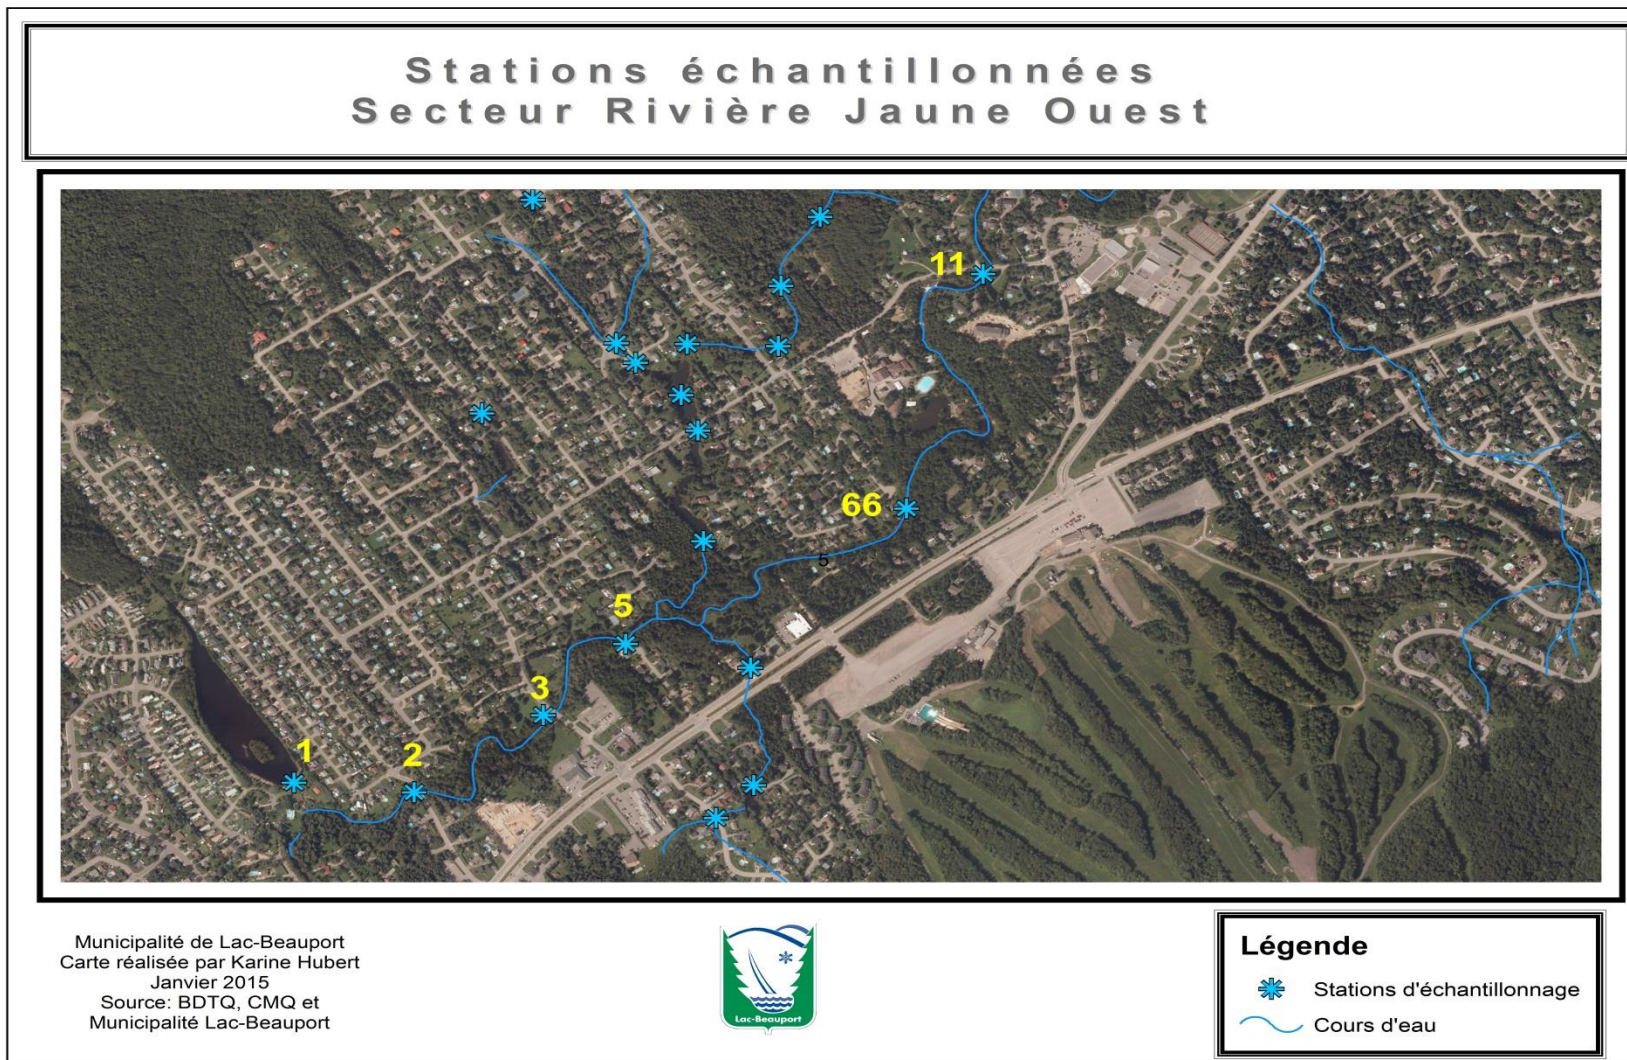 Stations échantillonnées
Secteur Rivière Jaune Ouest
11
66
5
5
3
1
2
Municipalité de Lac-Beauport
Carte réalisée par Karine Hubert
Janvier 2015
Source: BDTQ, CMQ et
Municipalité Lac-Beauport
Lac-Beauport
Légende
Stations d'échantillonnage
Cours d'eau